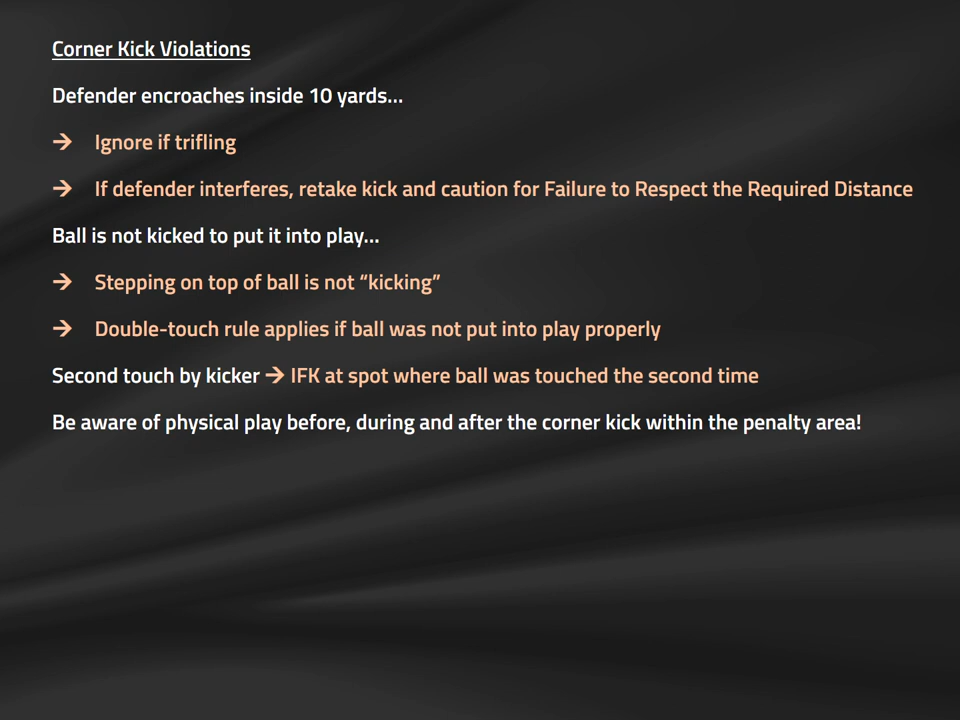 Corner Kick Violations
Defender encroaches inside 10 yards...
→ Ignore if trifling
→ If defender interferes, retake kick and caution for Failure to Respect the Required Distance
Ball is not kicked to put it into play...
→ Stepping on top of ball is not “kicking”
→ Double-touch rule applies if ball was not put into play properly
Second touch by kicker → IFK at spot where ball was touched the second time
Be aware of physical play before, during and after the corner kick within the penalty area!